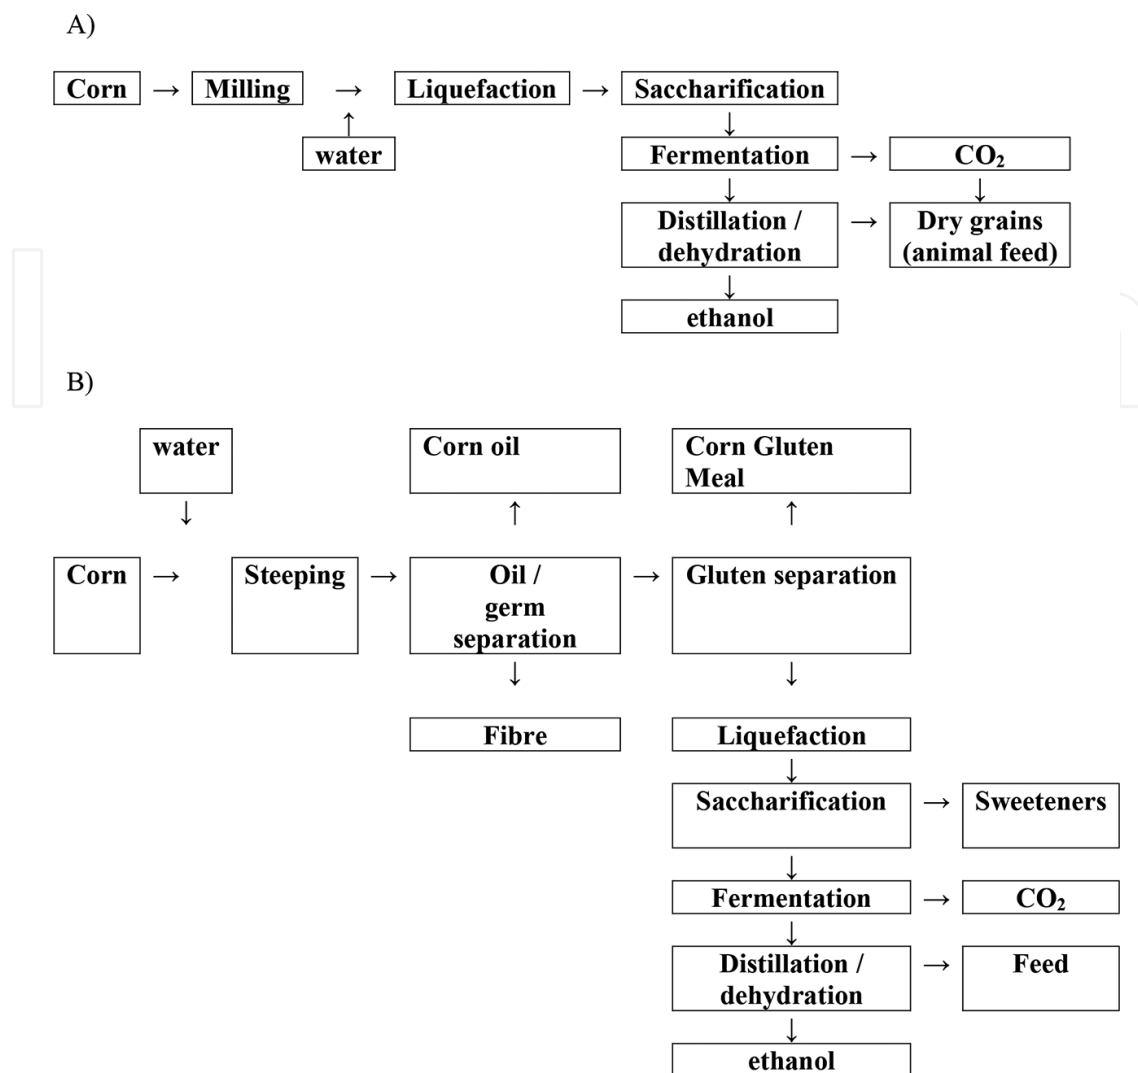 A)
Corn → Milling → Liquefaction → Saccharification
↑ ↓
water Fermentation → CO₂
↓ ↓
Distillation / → Dry grains
dehydration (animal feed)
↓
ethanol
B)
water Corn oil Corn Gluten
Meal
↓ ↑ ↑
Corn → Steeping → Oil / → Gluten separation
germ
separation
↓ ↓
Fibre Liquefaction
↓
Saccharification → Sweeteners
↓
Fermentation → CO₂
↓
Distillation / → Feed
dehydration
↓
ethanol